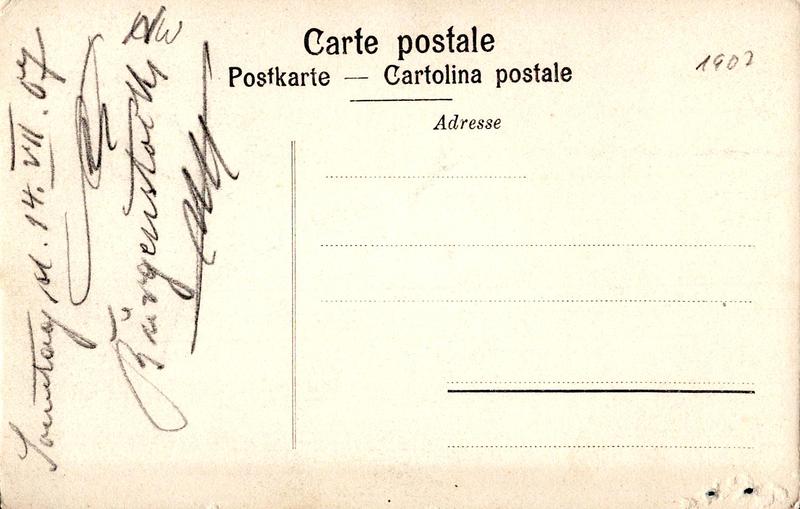 Carte postale
Postkarte — Cartolina postale
Adresse
1907
Sonntag, d. 14. VII. 07
Bürgenstock